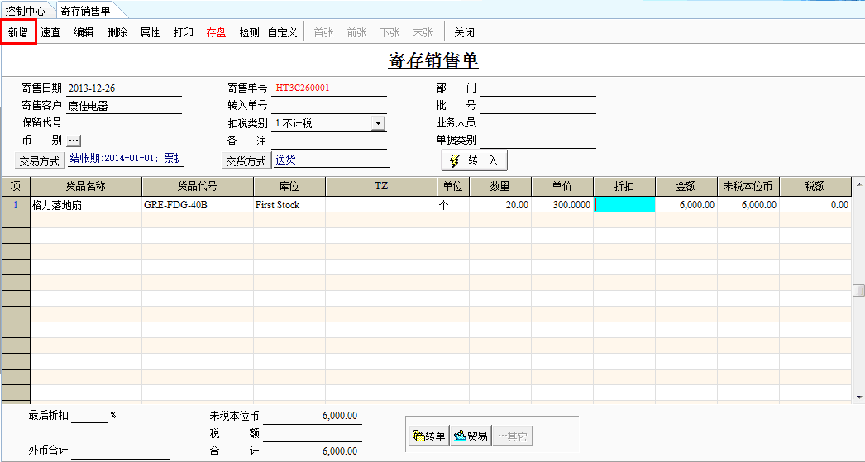 控制中心 寄存销售单
新增 速查 编辑 删除 属性 打印 存盘 检测 自定义 首张 前张 下张 末张 关闭
寄存销售单
寄售日期 2013-12-26 寄售单号 HT3C260001 部 门
寄售客户 康佳电器 转入单号 批 号
保留代号 扣税类别 1 不计税 业务人员
币 别 ... 备 注 单据类别
交易方式 结帐期:2014-01-01; 票据 交货方式 送货 转 入
项 货品名称 货品代号 库位 TZ 单位 数量 单价 折扣 金额 未税本位币 税额
1 格力落地扇 GRE-FDG-40B First Stock 个 20.00 300.0000 6,000.00 6,000.00 0.00
最后折扣 % 未税本位币 6,000.00
税 额
转单 贸易 其它
外币合计 合 计 6,000.00